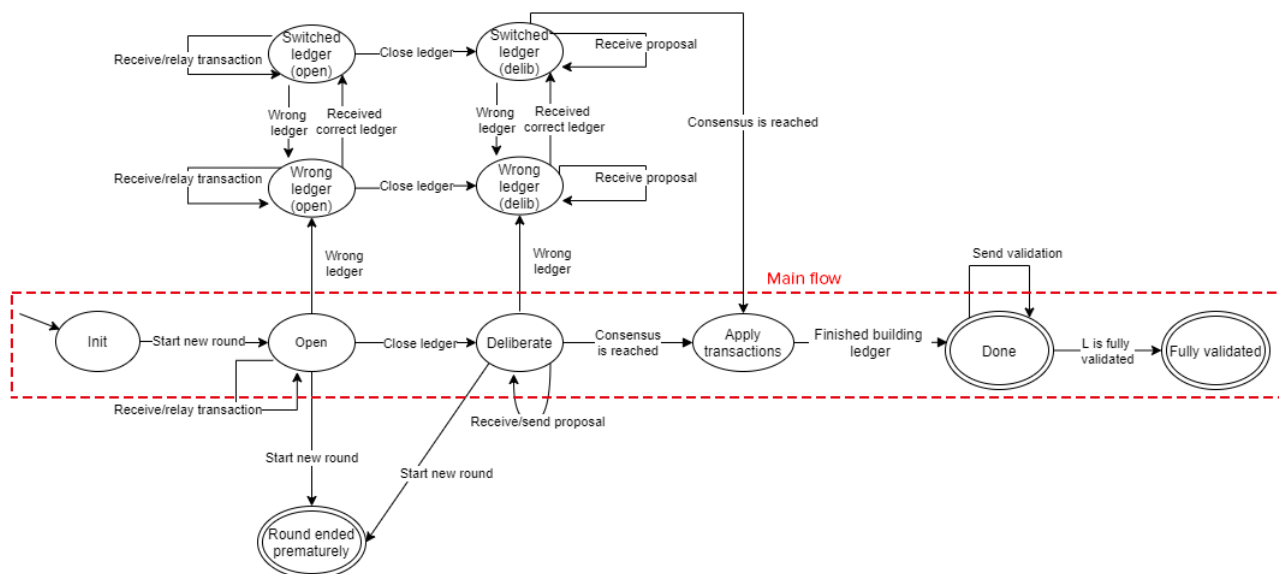 Switched
ledger
(open)
Receive/relay transaction
Close ledger
Switched
ledger
(delib)
Receive proposal
Wrong
ledger
Received
correct ledger
Wrong
ledger
Received
correct ledger
Consensus is reached
Wrong
ledger
(open)
Receive/relay transaction
Close ledger
Wrong
ledger
(delib)
Receive proposal
Wrong
ledger
Wrong
ledger
Send validation
Main flow
Init
Start new round
Open
Close ledger
Deliberate
Consensus
is reached
Apply
transactions
Finished building
ledger
Done
L is fully
validated
Fully validated
Receive/relay transaction
Receive/send proposal
Start new round
Start new round
Round ended
prematurely